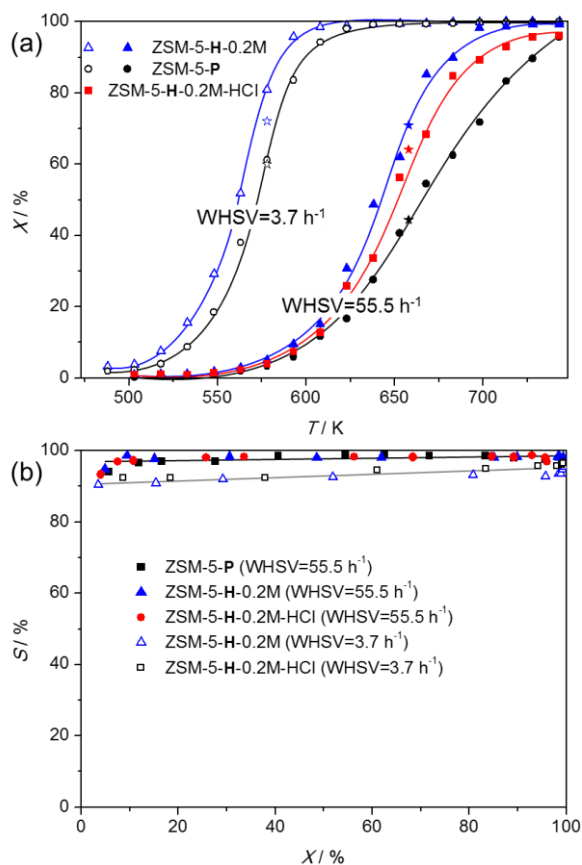 (a)
100
80
60
40
20
0
X / %
ZSM-5-H-0.2M
ZSM-5-P
ZSM-5-H-0.2M-HCl
WHSV=3.7 h⁻¹
WHSV=55.5 h⁻¹
500 550 600 650 700
T / K
(b)
100
80
60
40
20
0
S / %
ZSM-5-P (WHSV=55.5 h⁻¹)
ZSM-5-H-0.2M (WHSV=55.5 h⁻¹)
ZSM-5-H-0.2M-HCl (WHSV=55.5 h⁻¹)
ZSM-5-H-0.2M (WHSV=3.7 h⁻¹)
ZSM-5-H-0.2M-HCl (WHSV=3.7 h⁻¹)
0 20 40 60 80 100
X / %